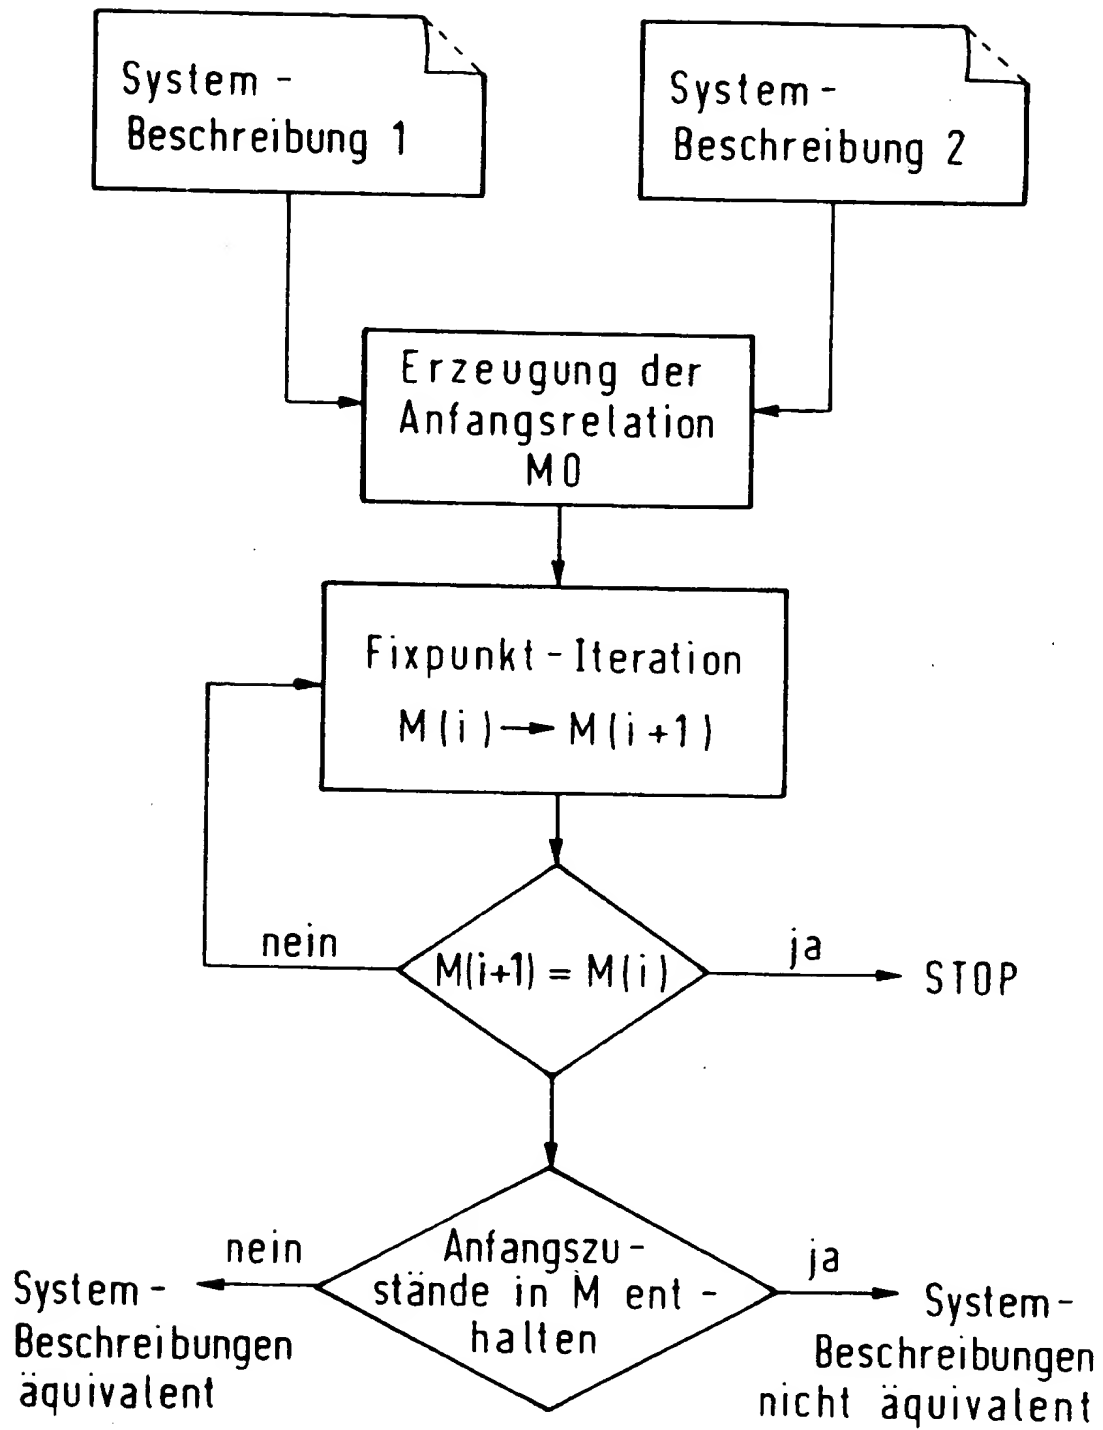 System -
Beschreibung 1
System -
Beschreibung 2
Erzeugung der
Anfangsrelation
M0
Fixpunkt - Iteration
M(i) → M(i+1)
nein
M(i+1) = M(i)
ja
STOP
nein
Anfangszu -
stände in M ent -
halten
ja
System -
Beschreibungen
äquivalent
System -
Beschreibungen
nicht äquivalent